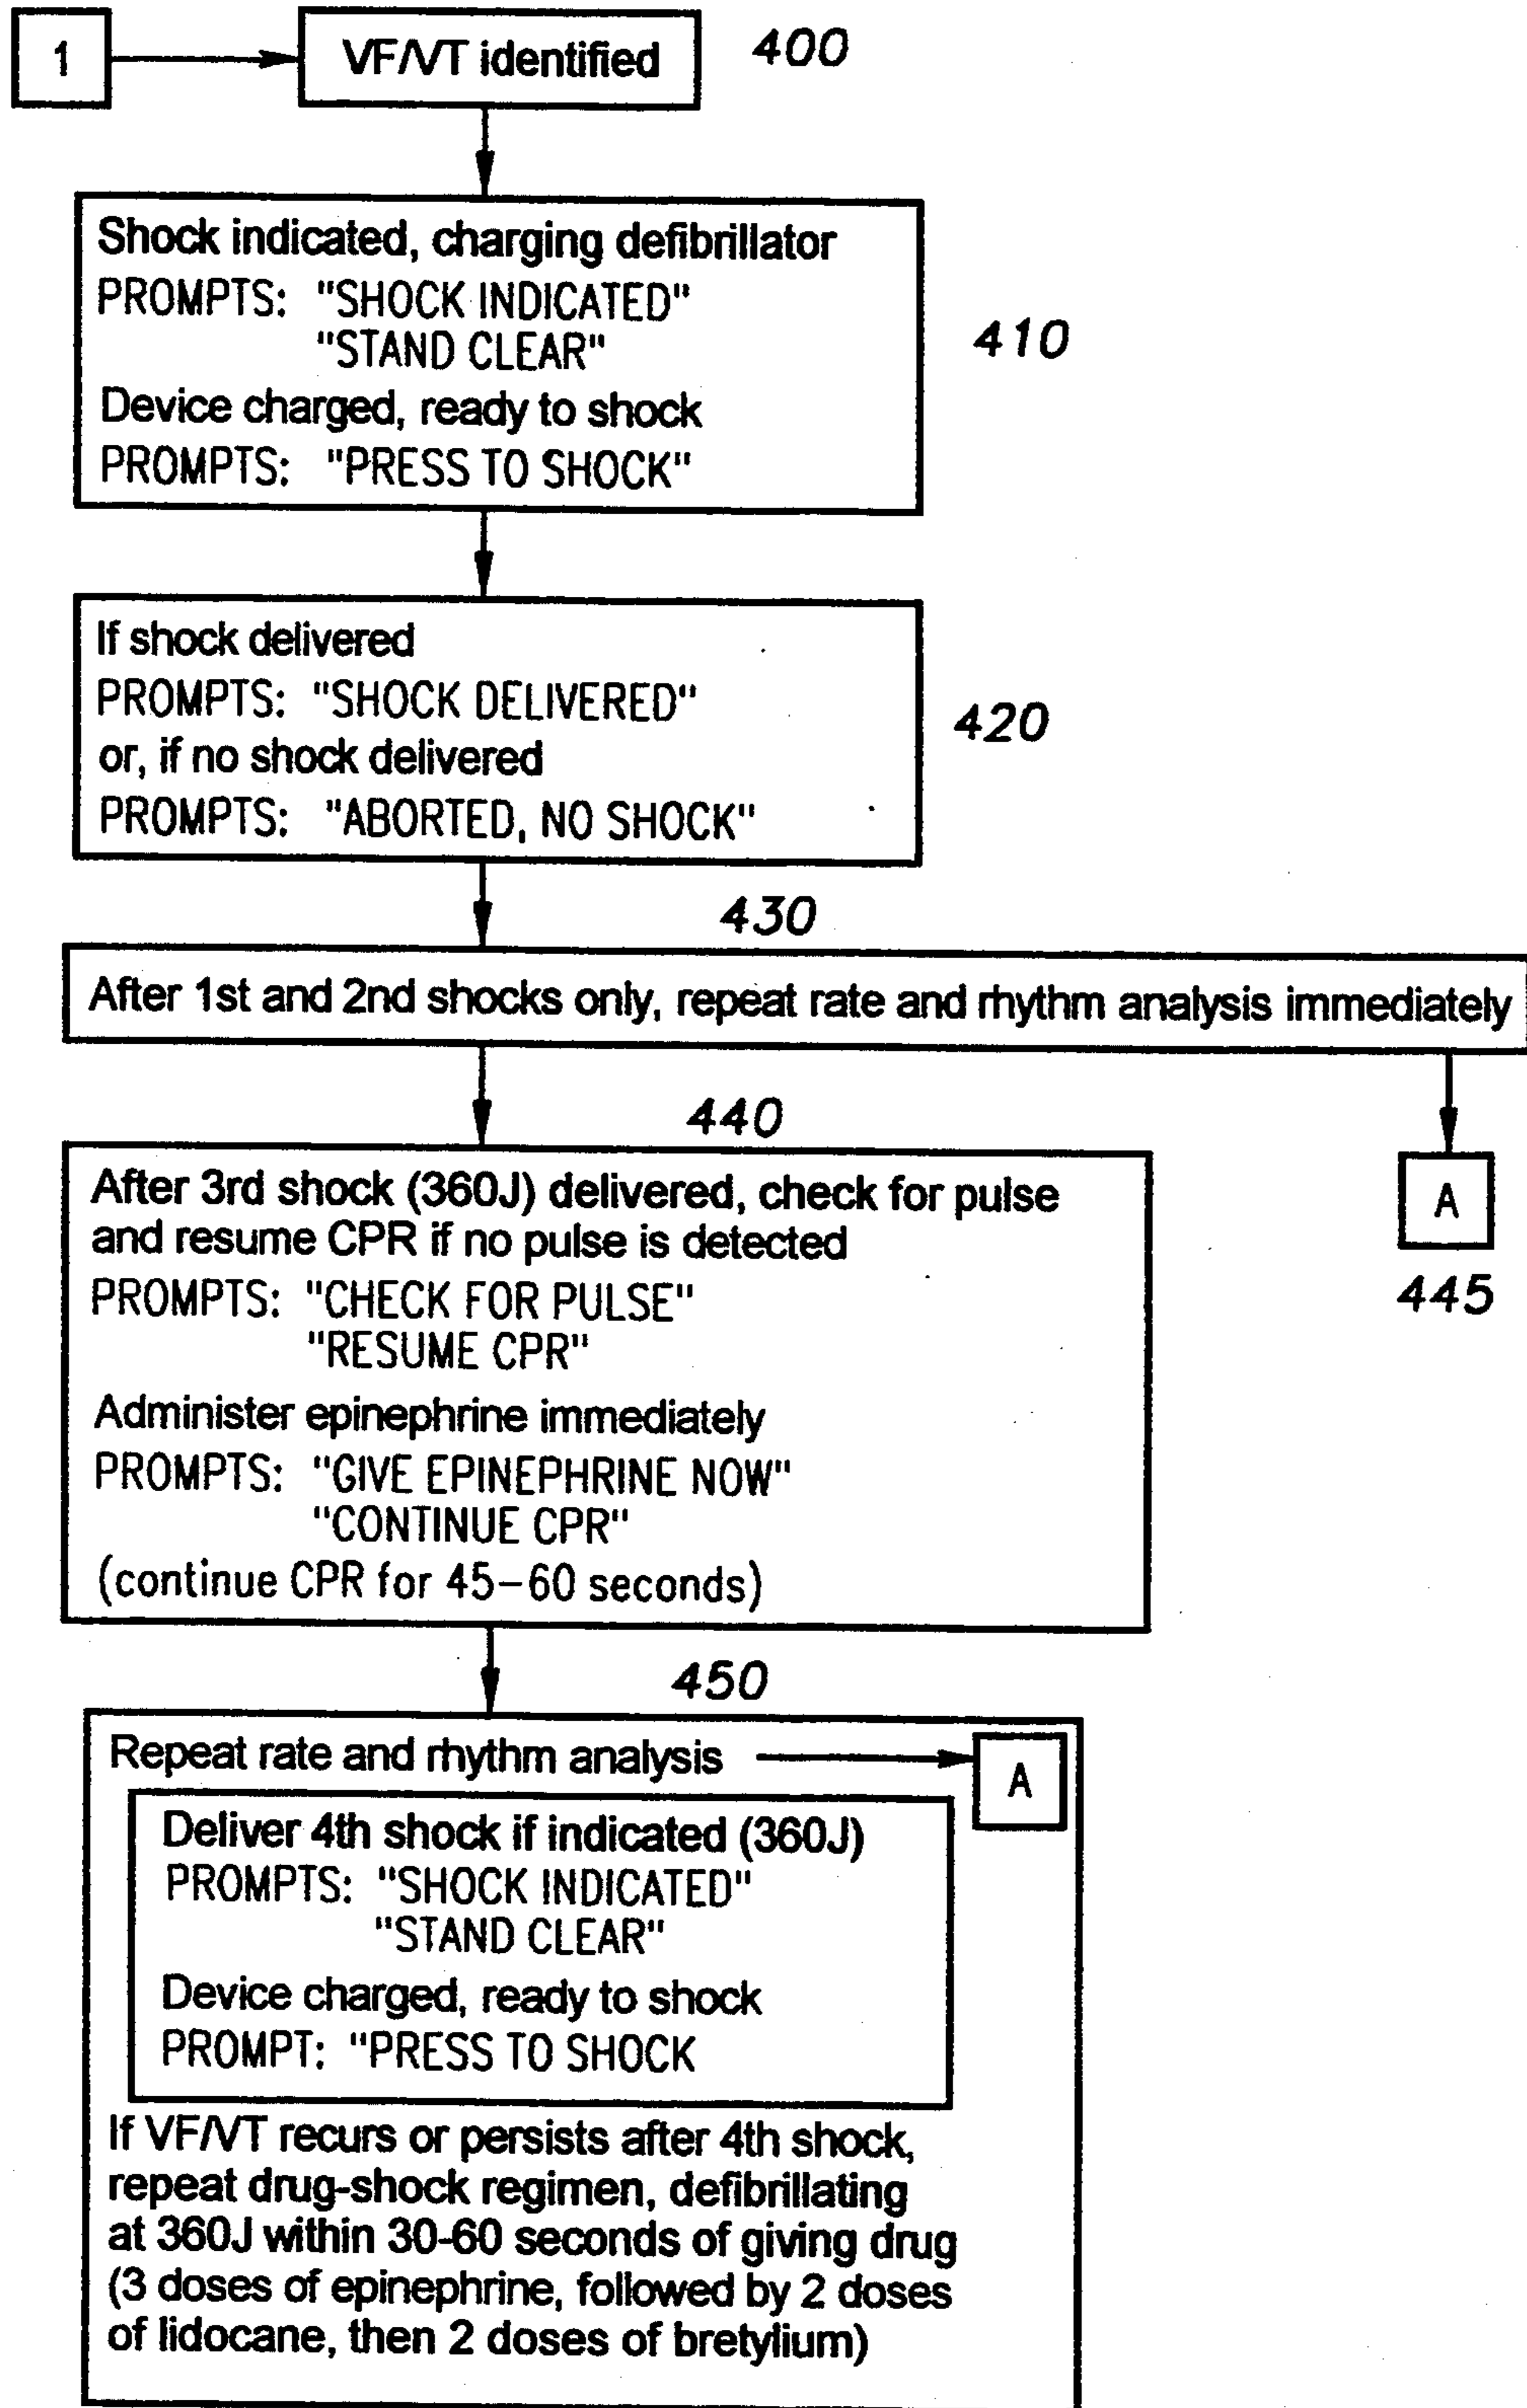 1
VF/VT identified
400
Shock indicated, charging defibrillator
PROMPTS: "SHOCK INDICATED"
"STAND CLEAR"
Device charged, ready to shock
PROMPTS: "PRESS TO SHOCK"
410
If shock delivered
PROMPTS: "SHOCK DELIVERED"
or, if no shock delivered
PROMPTS: "ABORTED, NO SHOCK"
420
430
After 1st and 2nd shocks only, repeat rate and rhythm analysis immediately
440
After 3rd shock (360J) delivered, check for pulse
and resume CPR if no pulse is detected
PROMPTS: "CHECK FOR PULSE"
"RESUME CPR"
Administer epinephrine immediately
PROMPTS: "GIVE EPINEPHRINE NOW"
"CONTINUE CPR"
(continue CPR for 45-60 seconds)
A
445
450
Repeat rate and rhythm analysis
A
Deliver 4th shock if indicated (360J)
PROMPTS: "SHOCK INDICATED"
"STAND CLEAR"
Device charged, ready to shock
PROMPT: "PRESS TO SHOCK
If VF/VT recurs or persists after 4th shock,
repeat drug-shock regimen, defibrillating
at 360J within 30-60 seconds of giving drug
(3 doses of epinephrine, followed by 2 doses
of lidocane, then 2 doses of bretylium)